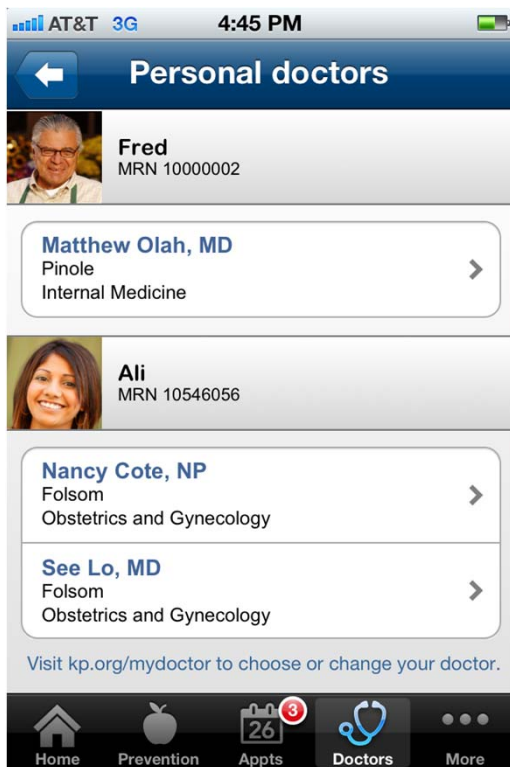 AT&T 3G 4:45 PM
Personal doctors
Fred
MRN 10000002
Matthew Olah, MD
Pinole
Internal Medicine
Ali
MRN 10546056
Nancy Cote, NP
Folsom
Obstetrics and Gynecology
See Lo, MD
Folsom
Obstetrics and Gynecology
Visit kp.org/mydoctor to choose or change your doctor.
26 3
Home Prevention Appts Doctors More